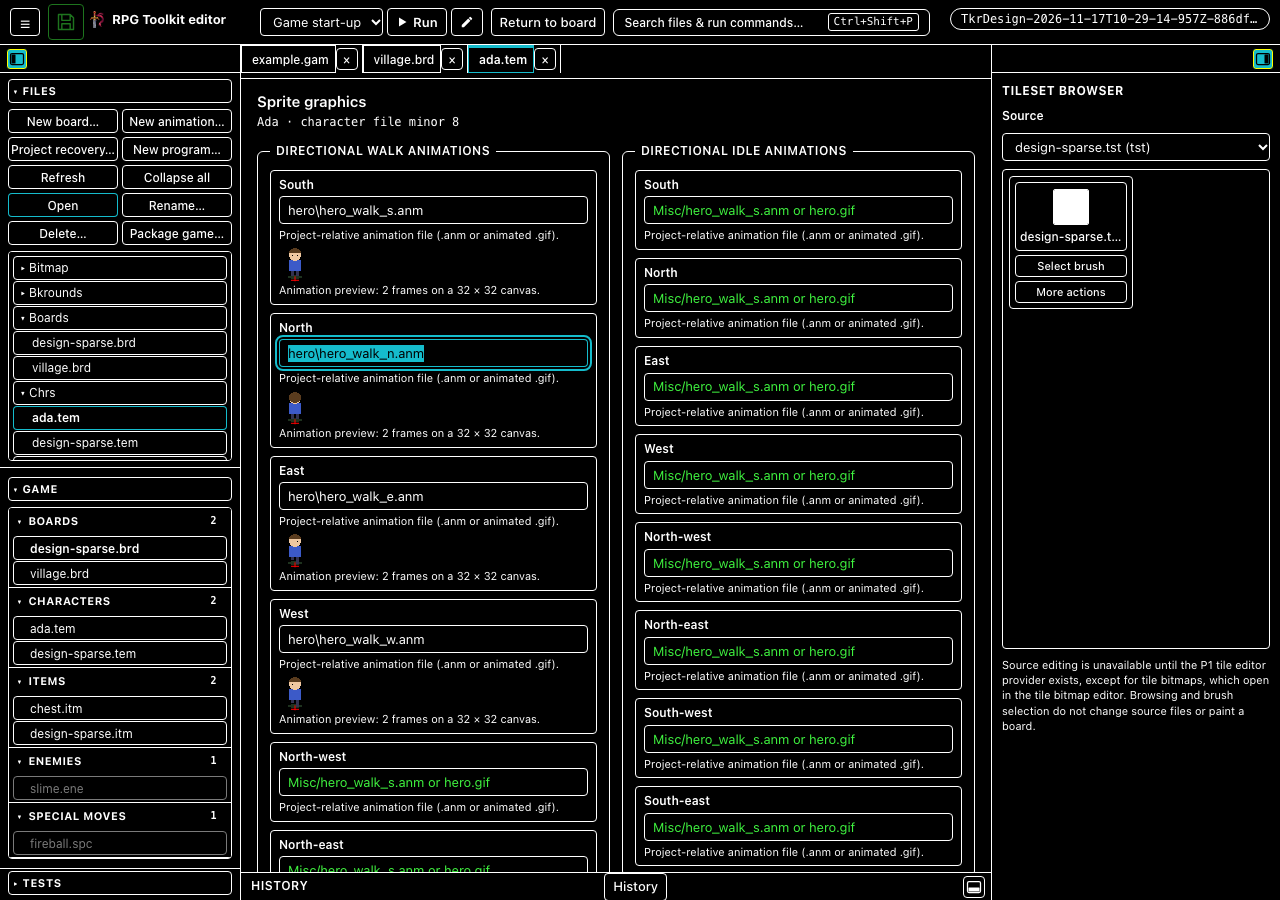 RPG Toolkit editor
Game start-up
Run
Return to board
Search files & run commands...
Ctrl+Shift+P
TkrDesign-2026-11-17T10-29-14-957Z-886df…
FILES
New board...
New animation...
Project recovery...
New program...
Refresh
Collapse all
Open
Rename...
Delete...
Package game...
Bitmap
Bkrounds
Boards
design-sparse.brd
village.brd
Chrs
ada.tem
design-sparse.tem
GAME
BOARDS 2
design-sparse.brd
village.brd
CHARACTERS 2
ada.tem
design-sparse.tem
ITEMS 2
chest.itm
design-sparse.itm
ENEMIES 1
slime.ene
SPECIAL MOVES 1
fireball.spc
TESTS
example.gam ×
village.brd ×
ada.tem ×
Sprite graphics
Ada · character file minor 8
DIRECTIONAL WALK ANIMATIONS
South
hero\hero_walk_s.anm
Project-relative animation file (.anm or animated .gif).
Animation preview: 2 frames on a 32 × 32 canvas.
North
hero\hero_walk_n.anm
Project-relative animation file (.anm or animated .gif).
Animation preview: 2 frames on a 32 × 32 canvas.
East
hero\hero_walk_e.anm
Project-relative animation file (.anm or animated .gif).
Animation preview: 2 frames on a 32 × 32 canvas.
West
hero\hero_walk_w.anm
Project-relative animation file (.anm or animated .gif).
Animation preview: 2 frames on a 32 × 32 canvas.
North-west
Misc/hero_walk_s.anm or hero.gif
Project-relative animation file (.anm or animated .gif).
North-east
Misc/hero_walk_s.anm or hero.gif
DIRECTIONAL IDLE ANIMATIONS
South
Misc/hero_walk_s.anm or hero.gif
Project-relative animation file (.anm or animated .gif).
North
Misc/hero_walk_s.anm or hero.gif
Project-relative animation file (.anm or animated .gif).
East
Misc/hero_walk_s.anm or hero.gif
Project-relative animation file (.anm or animated .gif).
West
Misc/hero_walk_s.anm or hero.gif
Project-relative animation file (.anm or animated .gif).
North-west
Misc/hero_walk_s.anm or hero.gif
Project-relative animation file (.anm or animated .gif).
North-east
Misc/hero_walk_s.anm or hero.gif
Project-relative animation file (.anm or animated .gif).
South-west
Misc/hero_walk_s.anm or hero.gif
Project-relative animation file (.anm or animated .gif).
South-east
Misc/hero_walk_s.anm or hero.gif
Project-relative animation file (.anm or animated .gif).
HISTORY
History
TILESET BROWSER
Source
design-sparse.tst (tst)
design-sparse.t...
Select brush
More actions
Source editing is unavailable until the P1 tile editor
provider exists, except for tile bitmaps, which open
in the tile bitmap editor. Browsing and brush
selection do not change source files or paint a
board.